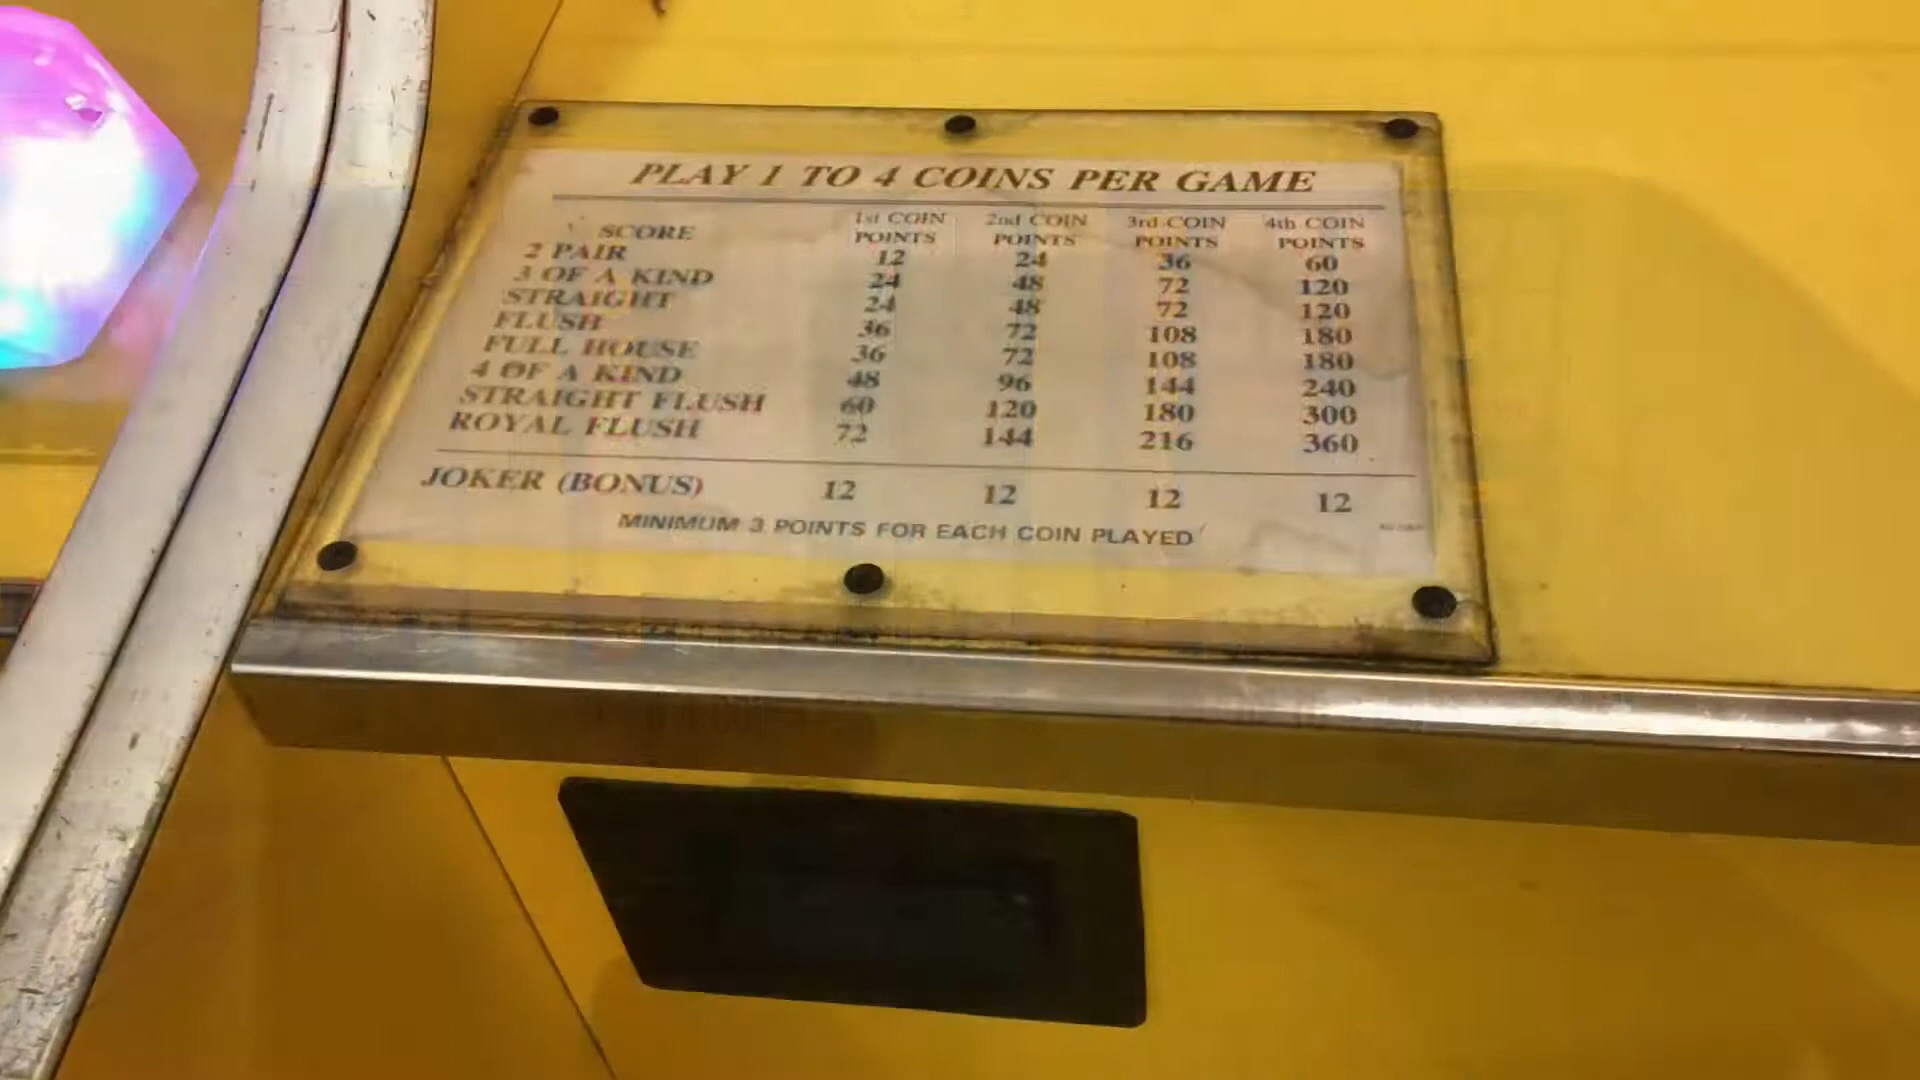 PLAY 1 TO 4 COINS PER GAME
SCORE 1st COIN POINTS 2nd COIN POINTS 3rd COIN POINTS 4th COIN POINTS
2 PAIR 12 24 36 60
3 OF A KIND 24 48 72 120
STRAIGHT 24 48 72 120
FLUSH 36 72 108 180
FULL HOUSE 36 72 108 180
4 OF A KIND 48 96 144 240
STRAIGHT FLUSH 60 120 180 300
ROYAL FLUSH 72 144 216 360
JOKER (BONUS) 12 12 12 12
MINIMUM 3 POINTS FOR EACH COIN PLAYED